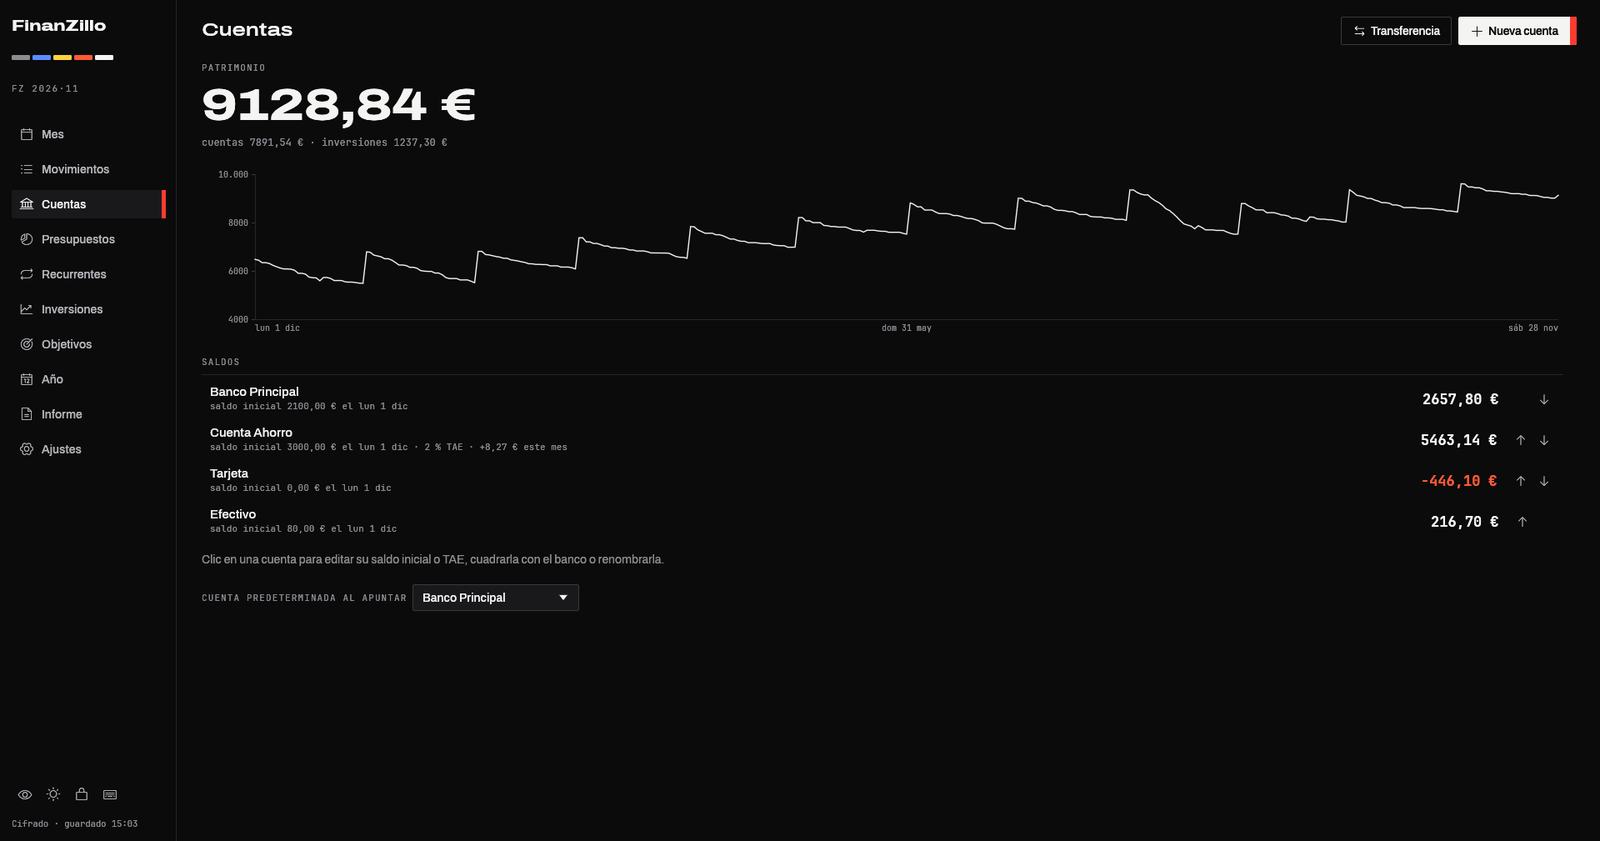 FinanZillo
FZ 2026·11
Mes
Movimientos
Cuentas
Presupuestos
Recurrentes
Inversiones
Objetivos
Año
Informe
Ajustes
Cifrado · guardado 15:03
Cuentas
Transferencia
Nueva cuenta
PATRIMONIO
9128,84 €
cuentas 7891,54 € · inversiones 1237,30 €
10.000
8000
6000
4000
lun 1 dic
dom 31 may
sáb 28 nov
SALDOS
Banco Principal
saldo inicial 2100,00 € el lun 1 dic
2657,80 €
Cuenta Ahorro
saldo inicial 3000,00 € el lun 1 dic · 2 % TAE · +8,27 € este mes
5463,14 €
Tarjeta
saldo inicial 0,00 € el lun 1 dic
-446,10 €
Efectivo
saldo inicial 80,00 € el lun 1 dic
216,70 €
Clic en una cuenta para editar su saldo inicial o TAE, cuadrarla con el banco o renombrarla.
CUENTA PREDETERMINADA AL APUNTAR
Banco Principal